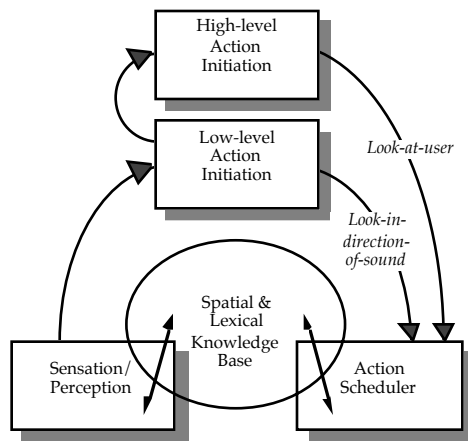 High-level
Action
Initiation
Low-level
Action
Initiation
Look-at-user
Look-in-
direction-
of-sound
Spatial &
Lexical
Knowledge
Base
Sensation/
Perception
Action
Scheduler